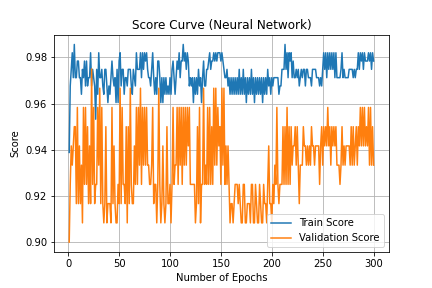 Score Curve (Neural Network)
Score
0.98
0.96
0.94
0.92
0.90
0
50
100
150
200
250
300
Number of Epochs
Train Score
Validation Score